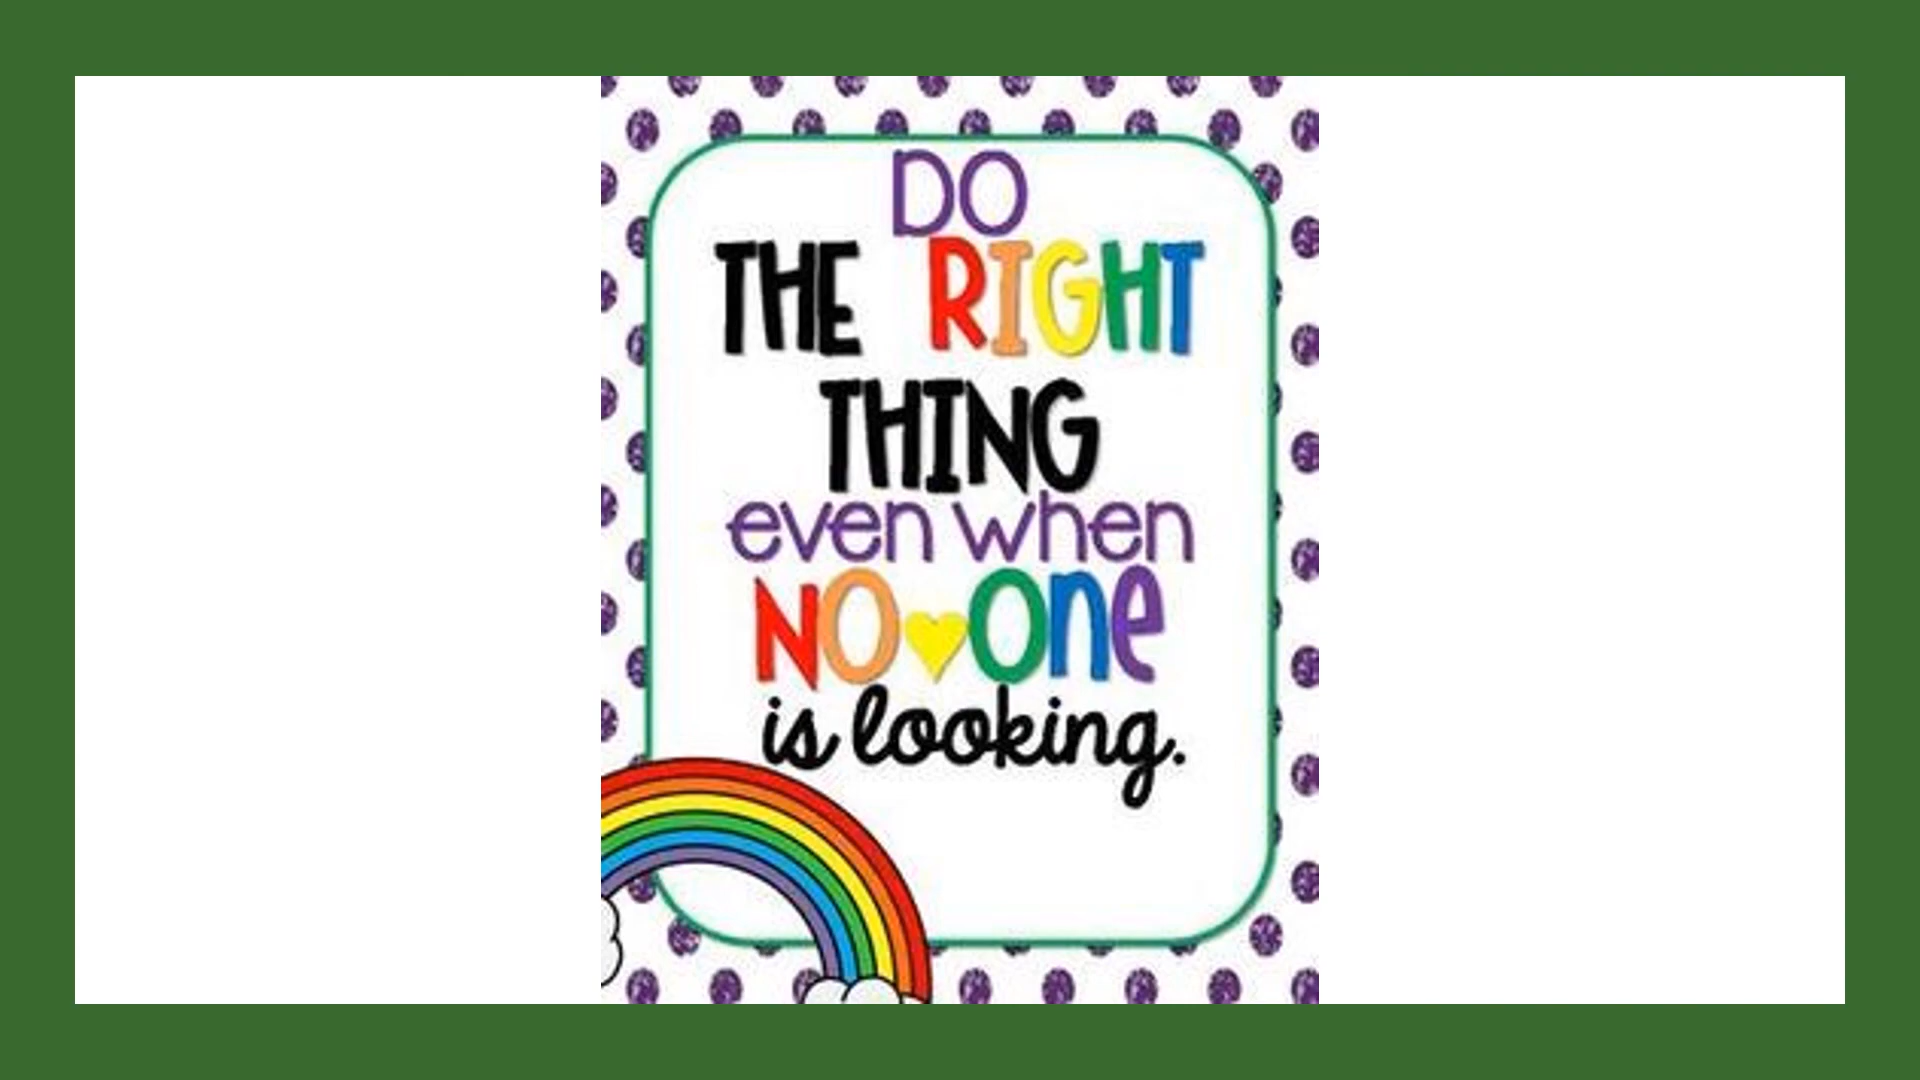 DO
THE RIGHT
THING
even when
NO one
is looking.